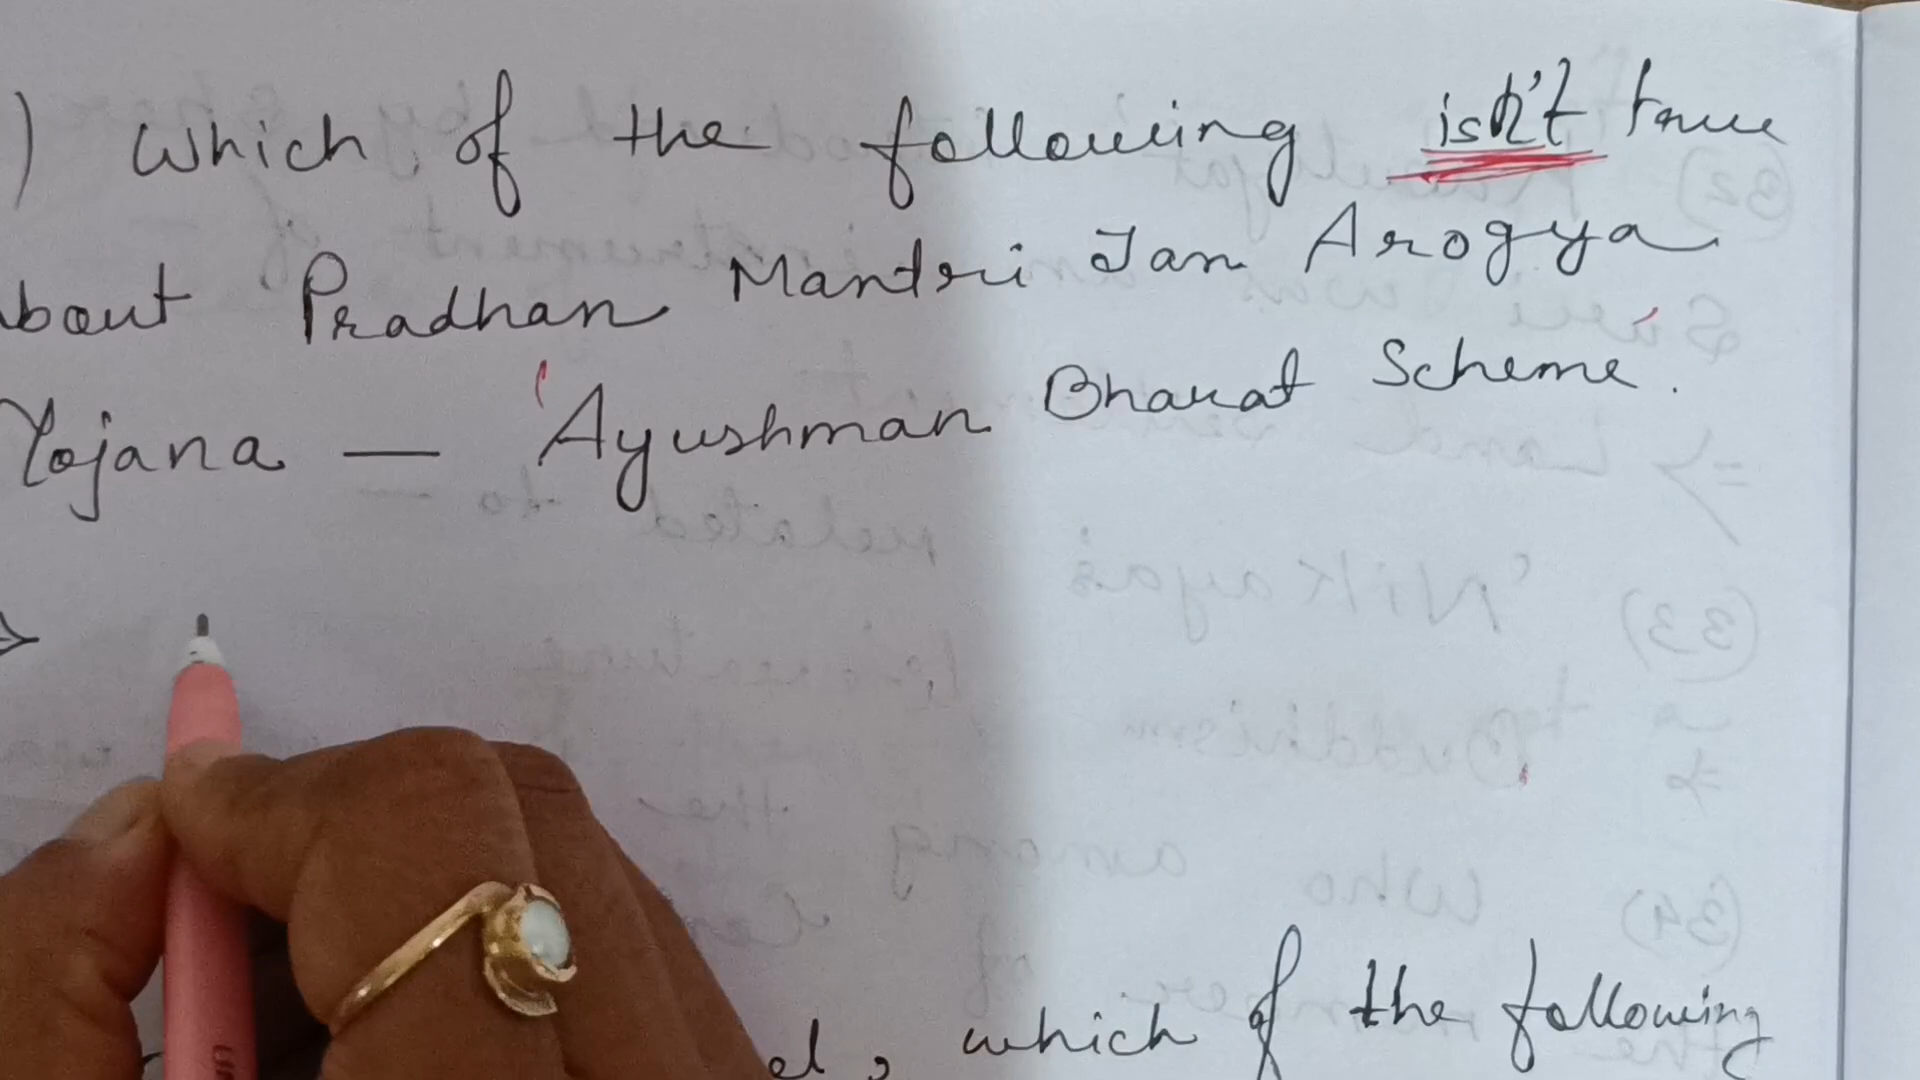 ) Which of the following isn't true
bout Pradhan Mantri Jan Arogya
Yojana — 'Ayushman Bharat Scheme'.
el, which of the following